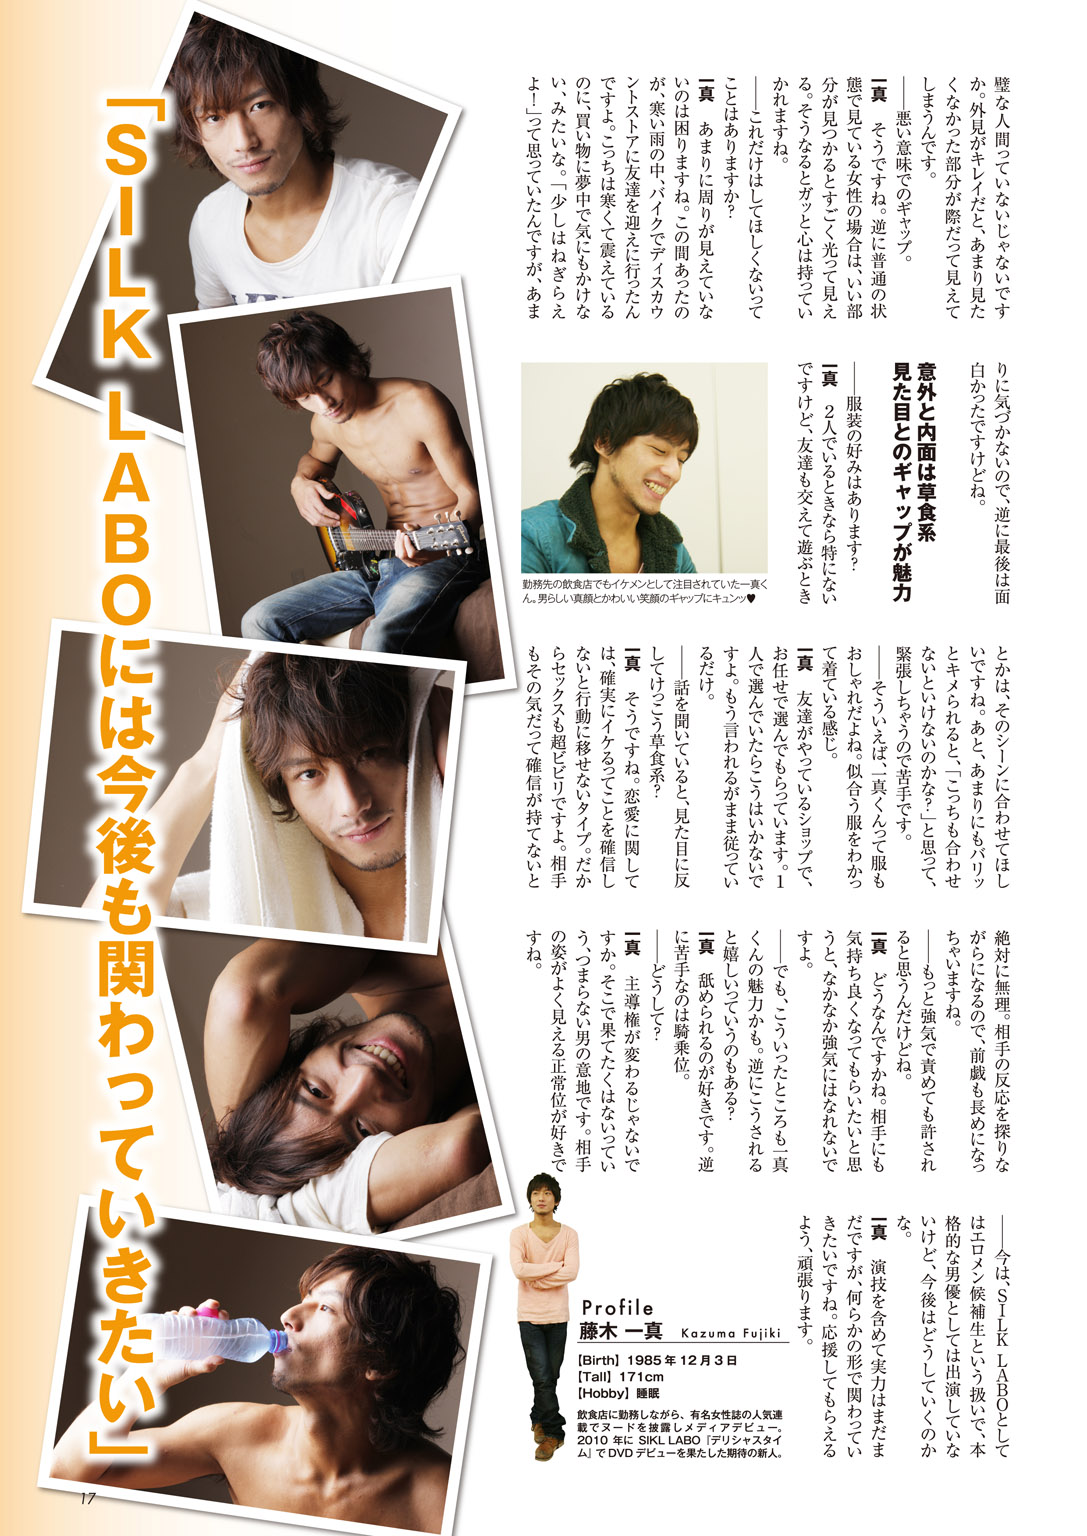 「SILK LABOには今後も関わっていきたい」
璧な人間っていないじゃないです
か。外見がキレイだと、あまり見た
くなかった部分が際だって見えて
しまうんです。
――悪い意味でのギャップ。
一真　そうですね。逆に普通の状
態で見ている女性の場合は、いい部
分が見つかるとすごく光って見え
る。そうなるとガッと心は持ってい
かれますね。
――これだけはしてほしくないって
ことはありますか？
一真　あまりに周りが見えていな
いのは困りますね。この間あったの
が、寒い雨の中、バイクでディスカウ
ントストアに友達を迎えに行ったん
ですよ。こっちは寒くて震えている
のに、買い物に夢中で気にもかけな
い、みたいな。「少しはねぎらえ
よ！」って思っていたんですが、あま
りに気づかないので、逆に最後は面
白かったですけどね。
意外と内面は草食系
見た目とのギャップが魅力
――服装の好みはあります？
一真　２人でいるときなら特にない
ですけど、友達も交えて遊ぶとき
勤務先の飲食店でもイケメンとして注目されていた一真く
ん。男らしい真顔とかわいい笑顔のギャップにキュンッ♥
とかは、そのシーンに合わせてほし
いですね。あと、あまりにもバリッ
とキメられると、「こっちも合わせ
ないといけないのかな？」と思って、
緊張しちゃうので苦手です。
――そういえば、一真くんって服も
おしゃれだよね。似合う服をわかっ
て着ている感じ。
一真　友達がやっているショップで、
お任せで選んでもらっています。１
人で選んでいたらこうはいかないで
すよ。もう言われるがまま従ってい
るだけ。
――話を聞いていると、見た目に反
してけっこう草食系？
一真　そうですね。恋愛に関して
は、確実にイケるってことを確信し
ないと行動に移せないタイプ。だか
らセックスも超ビビリですよ。相手
もその気だって確信が持てないと
絶対に無理。相手の反応を探りな
がらになるので、前戯も長めになっ
ちゃいますね。
――もっと強気で責めても許され
ると思うんだけどね。
一真　どうなんですかね。相手にも
気持ち良くなってもらいたいと思
うと、なかなか強気にはなれないで
すよ。
――でも、こういったところも一真
くんの魅力かも。逆にこうされる
と嬉しいっていうのもある？
一真　舐められるのが好きです。逆
に苦手なのは騎乗位。
――どうして？
一真　主導権が変わるじゃないで
すか。そこで果てたくはないってい
う、つまらない男の意地です。相手
の姿がよく見える正常位が好きで
すね。
――今は、SILK LABOとして
はエロメン候補生という扱いで、本
格的な男優としては出演していな
いけど、今後はどうしていくのか
な。
一真　演技を含めて実力はまだま
だですが、何らかの形で関わってい
きたいですね。応援してもらえる
よう、頑張ります。
Profile
藤木 一真 Kazuma Fujiki
【Birth】1985年12月3日
【Tall】171cm
【Hobby】睡眠
飲食店に勤務しながら、有名女性誌の人気連
載でヌードを披露しメディアデビュー。
2010年にSIKL LABO『デリシャスタイ
ム』でDVDデビューを果たした期待の新人。
17